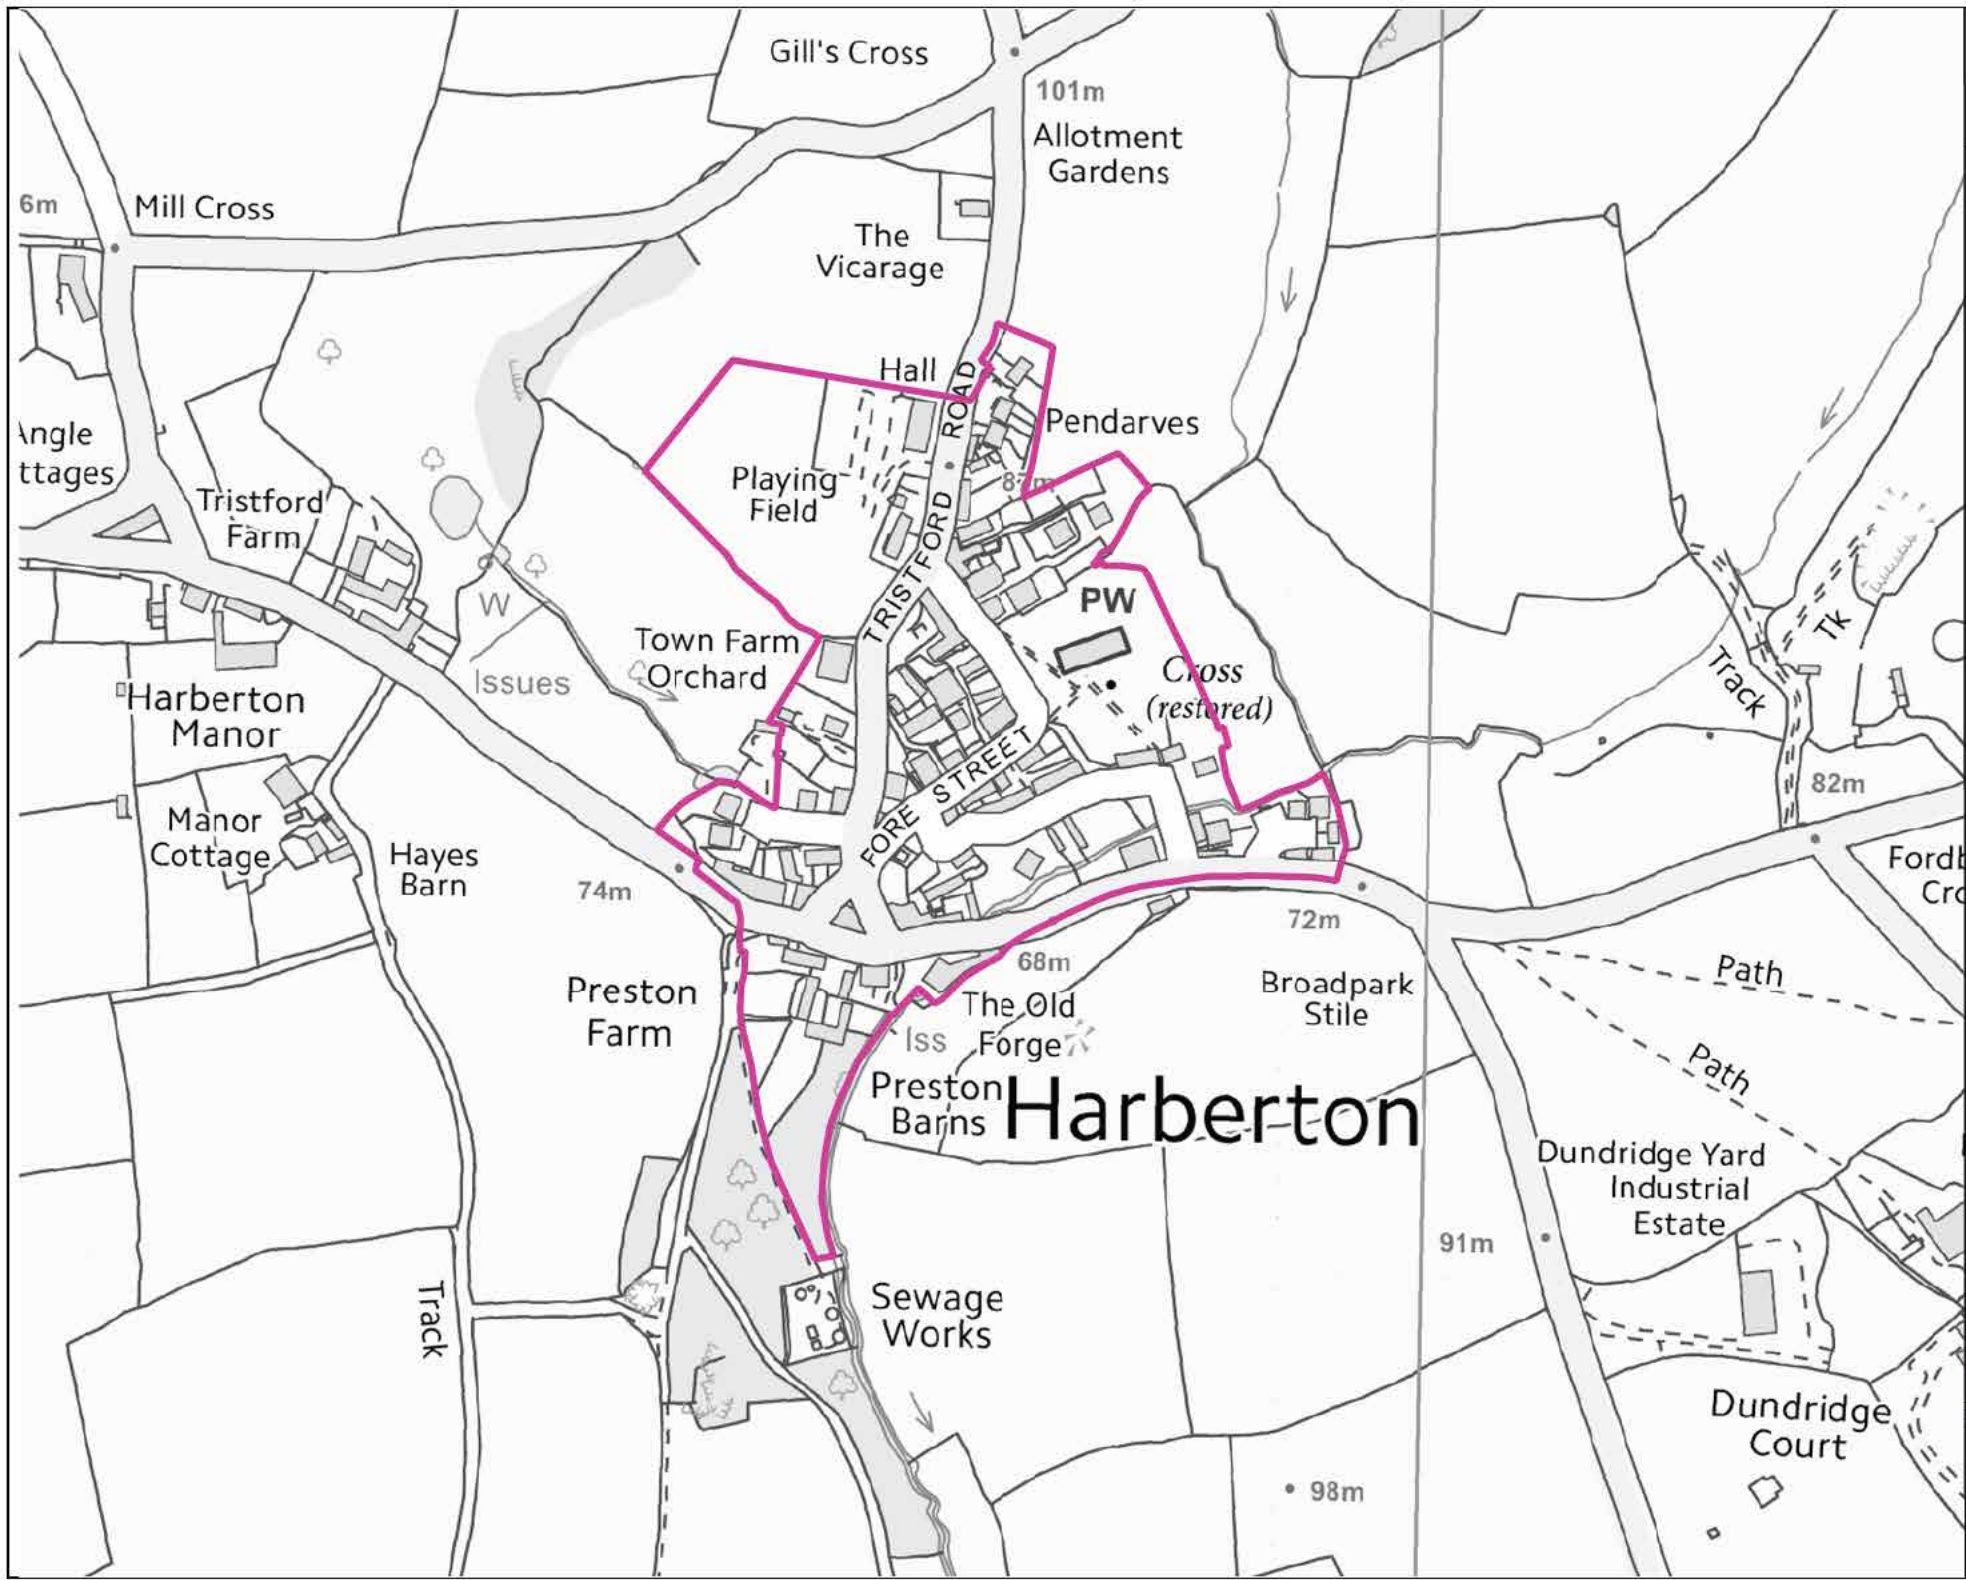 Gill's Cross
101m
Allotment
Gardens
6m
Mill Cross
The
Vicarage
Hall
ROAD
Pendarves
Angle
ttages
Tristford
Farm
Playing
Field
87m
TRISTFORD
W
PW
Tk
Town Farm
Orchard
Issues
Cross
(restored)
Track
Harberton
Manor
FORE STREET
82m
Manor
Cottage
Hayes
Barn
74m
72m
Fordb
Cro
68m
Preston
Farm
The Old
Forge
Iss
Broadpark
Stile
Path
Path
Preston
Barns
Harberton
Dundridge Yard
Industrial
Estate
91m
Track
Sewage
Works
Dundridge
Court
98m